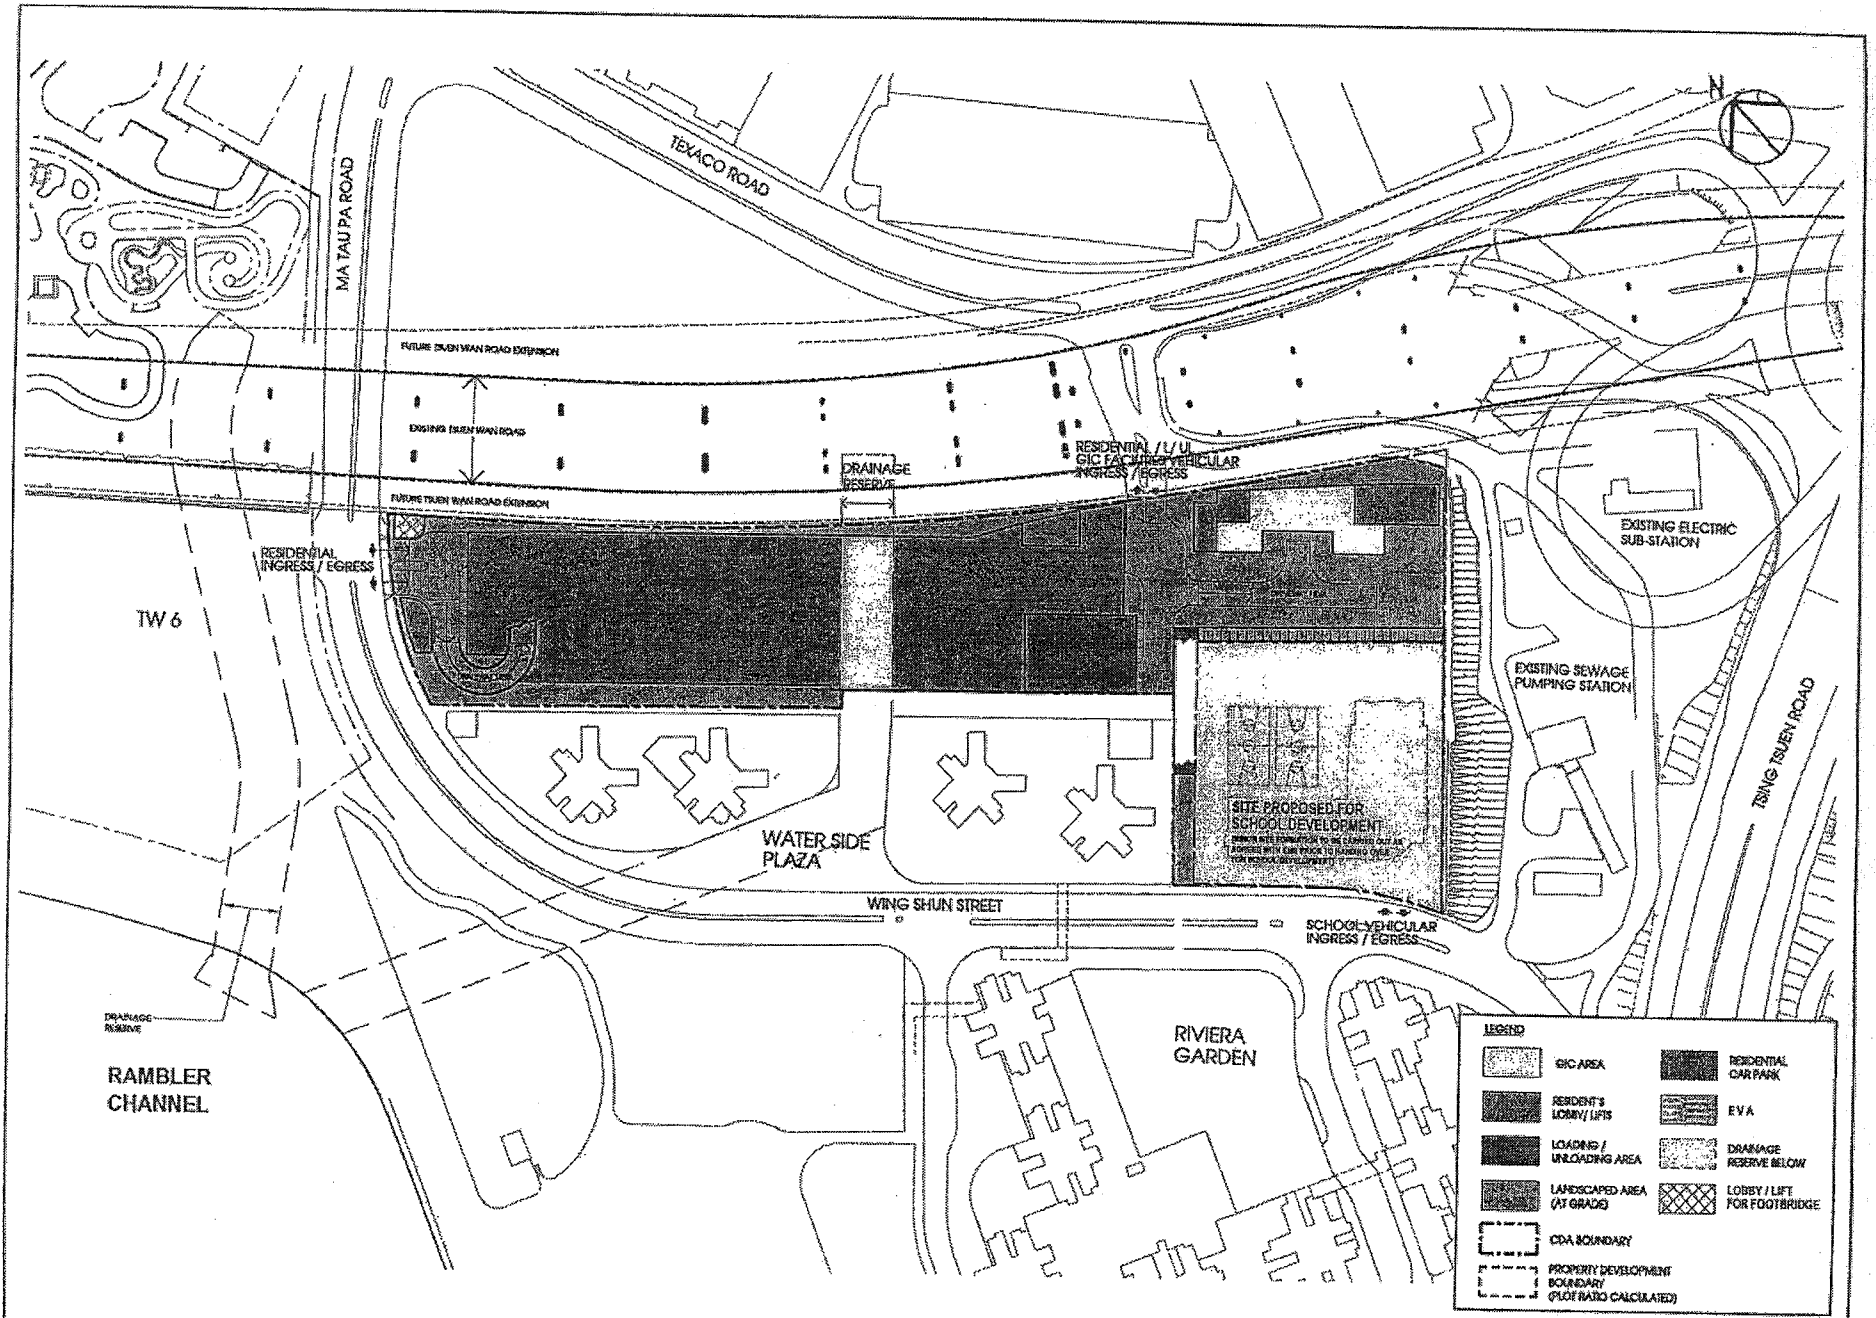 N
TEXACO ROAD
MA TAU PA ROAD
FUTURE TSUEN WAN ROAD EXTENSION
EXISTING TSUEN WAN ROAD
RESIDENTIAL / L/ UL
GIC FACILITIES VEHICULAR
INGRESS / EGRESS
DRAINAGE
RESERVE
FUTURE TSUEN WAN ROAD EXTENSION
EXISTING ELECTRIC
SUB-STATION
RESIDENTIAL
INGRESS / EGRESS
TW 6
EXISTING SEWAGE
PUMPING STATION
TSING TSUEN ROAD
SITE PROPOSED FOR
SCHOOL DEVELOPMENT
WATER SIDE
PLAZA
WING SHUN STREET
SCHOOL VEHICULAR
INGRESS / EGRESS
DRAINAGE
RESERVE
RAMBLER
CHANNEL
RIVIERA
GARDEN
LEGEND
GIC AREA
RESIDENTIAL
CAR PARK
RESIDENT'S
LOBBY/ LIFTS
EVA
LOADING /
UNLOADING AREA
DRAINAGE
RESERVE BELOW
LANDSCAPED AREA
(AT GRADE)
LOBBY / LIFT
FOR FOOTBRIDGE
CDA BOUNDARY
PROPERTY DEVELOPMENT
BOUNDARY
(PLOT RATIO CALCULATED)